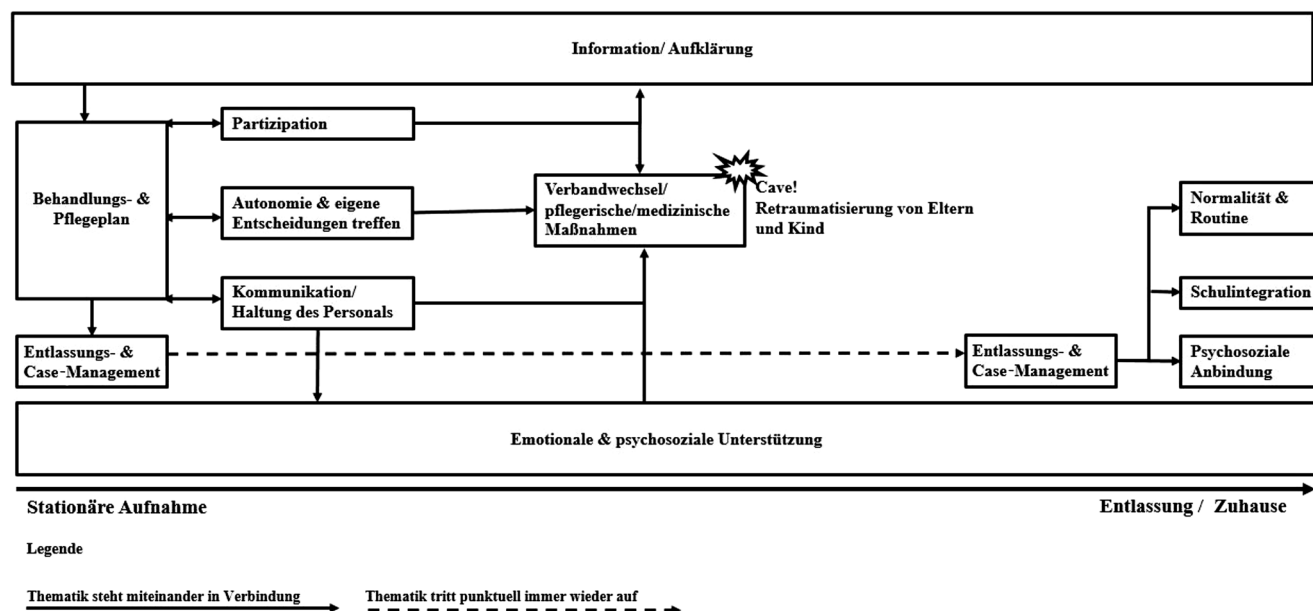 Information/ Aufklärung
Partizipation
Behandlungs- &
Pflegeplan
Autonomie & eigene
Entscheidungen treffen
Verbandwechsel/
pflegerische/medizinische
Maßnahmen
Cave!
Retraumatisierung von Eltern
und Kind
Normalität &
Routine
Kommunikation/
Haltung des Personals
Schulintegration
Entlassungs- &
Case-Management
Entlassungs- &
Case-Management
Psychosoziale
Anbindung
Emotionale & psychosoziale Unterstützung
Stationäre Aufnahme
Entlassung / Zuhause
Legende
Thematik steht miteinander in Verbindung
Thematik tritt punktuell immer wieder auf